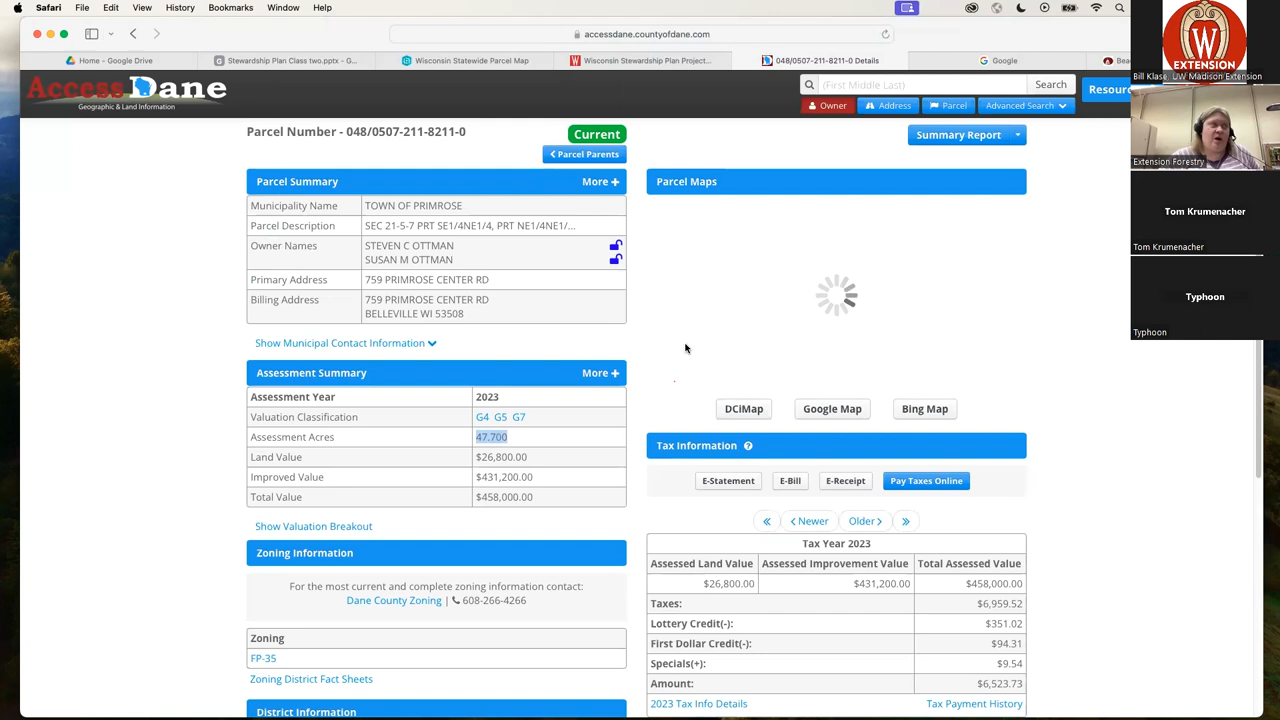 Safari File Edit View History Bookmarks Window Help
accessdane.countyofdane.com
Home - Google Drive
Stewardship Plan Class two.pptx - G...
Wisconsin Statewide Parcel Map
Wisconsin Stewardship Plan Project...
048/0507-211-8211-0 Details
Google
AccessDane
Geographic & Land Information
(First Middle Last) Search
Owner Address Parcel Advanced Search
W
EXTENSION
Bill Klase, UW Madison Extension
Extension Forestry
Tom Krumenacher
Tom Krumenacher
Typhoon
Typhoon
Parcel Number - 048/0507-211-8211-0
Current
Parcel Parents
Summary Report
Parcel Summary More +
Municipality Name TOWN OF PRIMROSE
Parcel Description SEC 21-5-7 PRT SE1/4NE1/4, PRT NE1/4NE1/...
Owner Names STEVEN C OTTMAN
SUSAN M OTTMAN
Primary Address 759 PRIMROSE CENTER RD
Billing Address 759 PRIMROSE CENTER RD
BELLEVILLE WI 53508
Show Municipal Contact Information
Assessment Summary More +
Assessment Year 2023
Valuation Classification G4 G5 G7
Assessment Acres 47.700
Land Value $26,800.00
Improved Value $431,200.00
Total Value $458,000.00
Show Valuation Breakout
Zoning Information
For the most current and complete zoning information contact:
Dane County Zoning | 608-266-4266
Zoning
FP-35
Zoning District Fact Sheets
District Information
Parcel Maps
DCiMap Google Map Bing Map
Tax Information ?
E-Statement E-Bill E-Receipt Pay Taxes Online
« < Newer Older > »
Tax Year 2023
Assessed Land Value Assessed Improvement Value Total Assessed Value
$26,800.00 $431,200.00 $458,000.00
Taxes: $6,959.52
Lottery Credit(-): $351.02
First Dollar Credit(-): $94.31
Specials(+): $9.54
Amount: $6,523.73
2023 Tax Info Details Tax Payment History